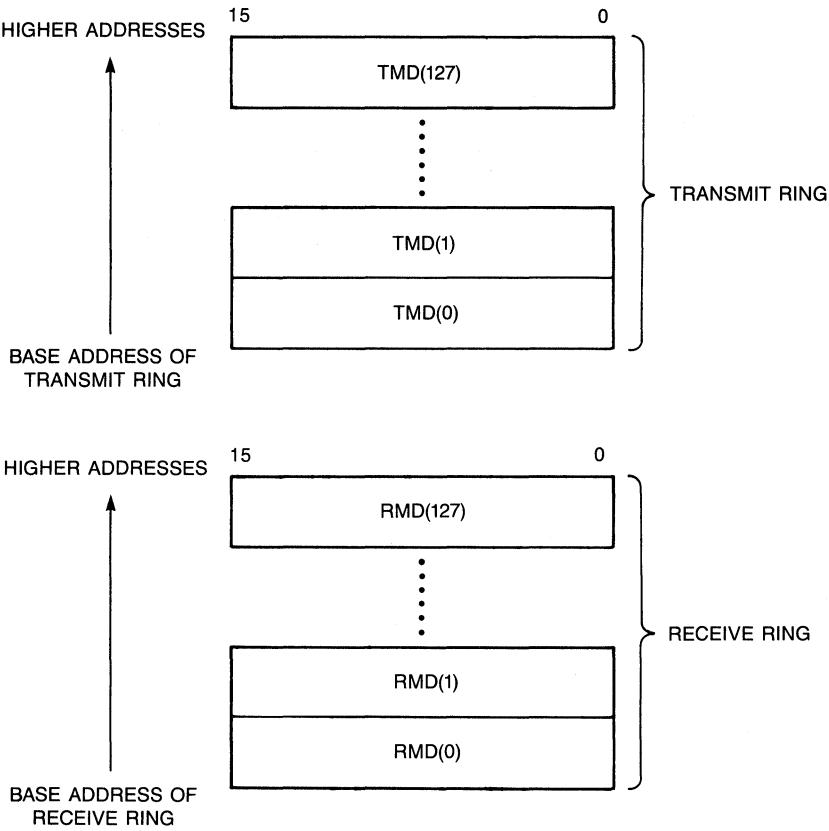 15 0
HIGHER ADDRESSES
TMD(127)
TRANSMIT RING
TMD(1)
TMD(0)
BASE ADDRESS OF
TRANSMIT RING
15 0
HIGHER ADDRESSES
RMD(127)
RECEIVE RING
RMD(1)
RMD(0)
BASE ADDRESS OF
RECEIVE RING